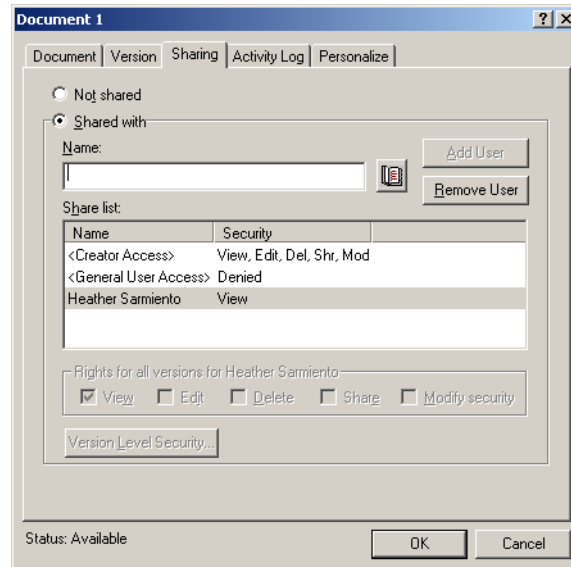 Document 1
Document Version Sharing Activity Log Personalize
Not shared
Shared with
Name:
Add User
Remove User
Share list:
Name Security
<Creator Access> View, Edit, Del, Shr, Mod
<General User Access> Denied
Heather Sarmiento View
Rights for all versions for Heather Sarmiento
View Edit Delete Share Modify security
Version Level Security...
Status: Available
OK Cancel